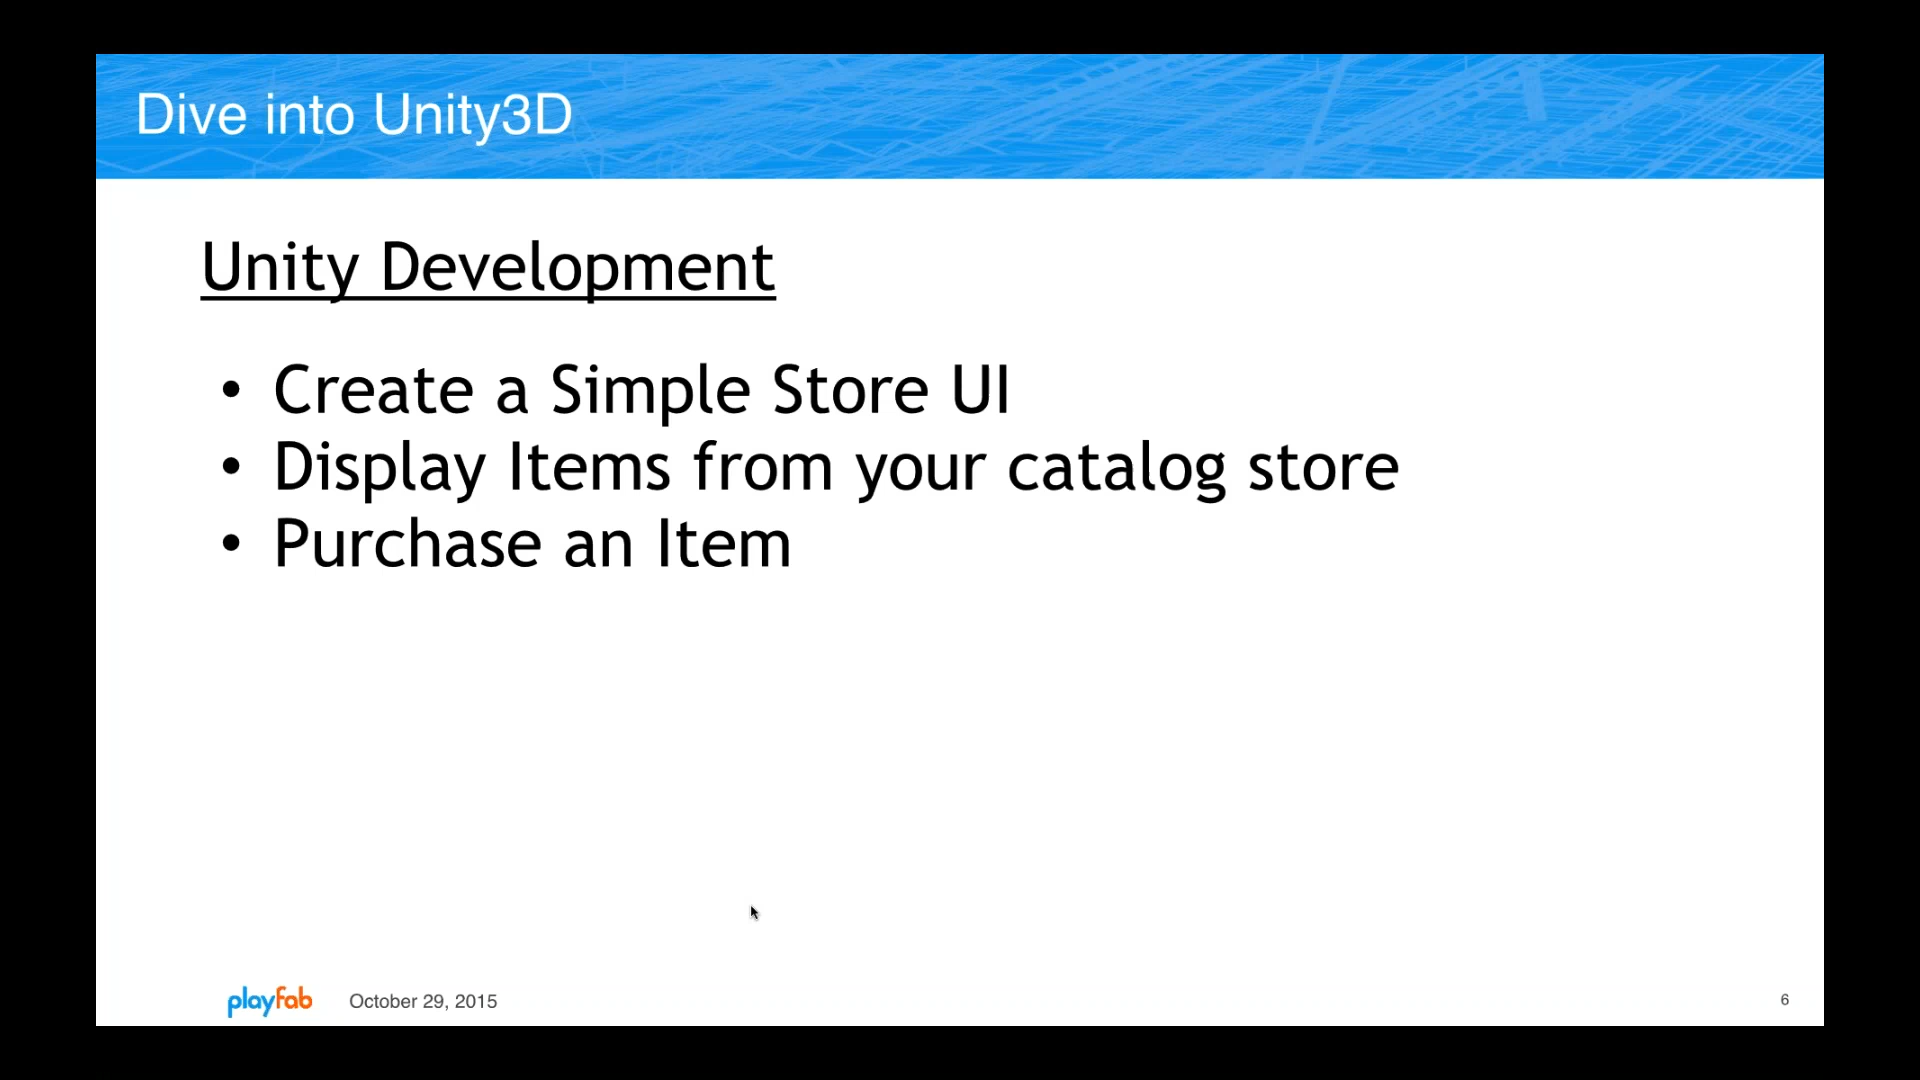 Dive into Unity3D
Unity Development
• Create a Simple Store UI
• Display Items from your catalog store
• Purchase an Item
playfab October 29, 2015 6